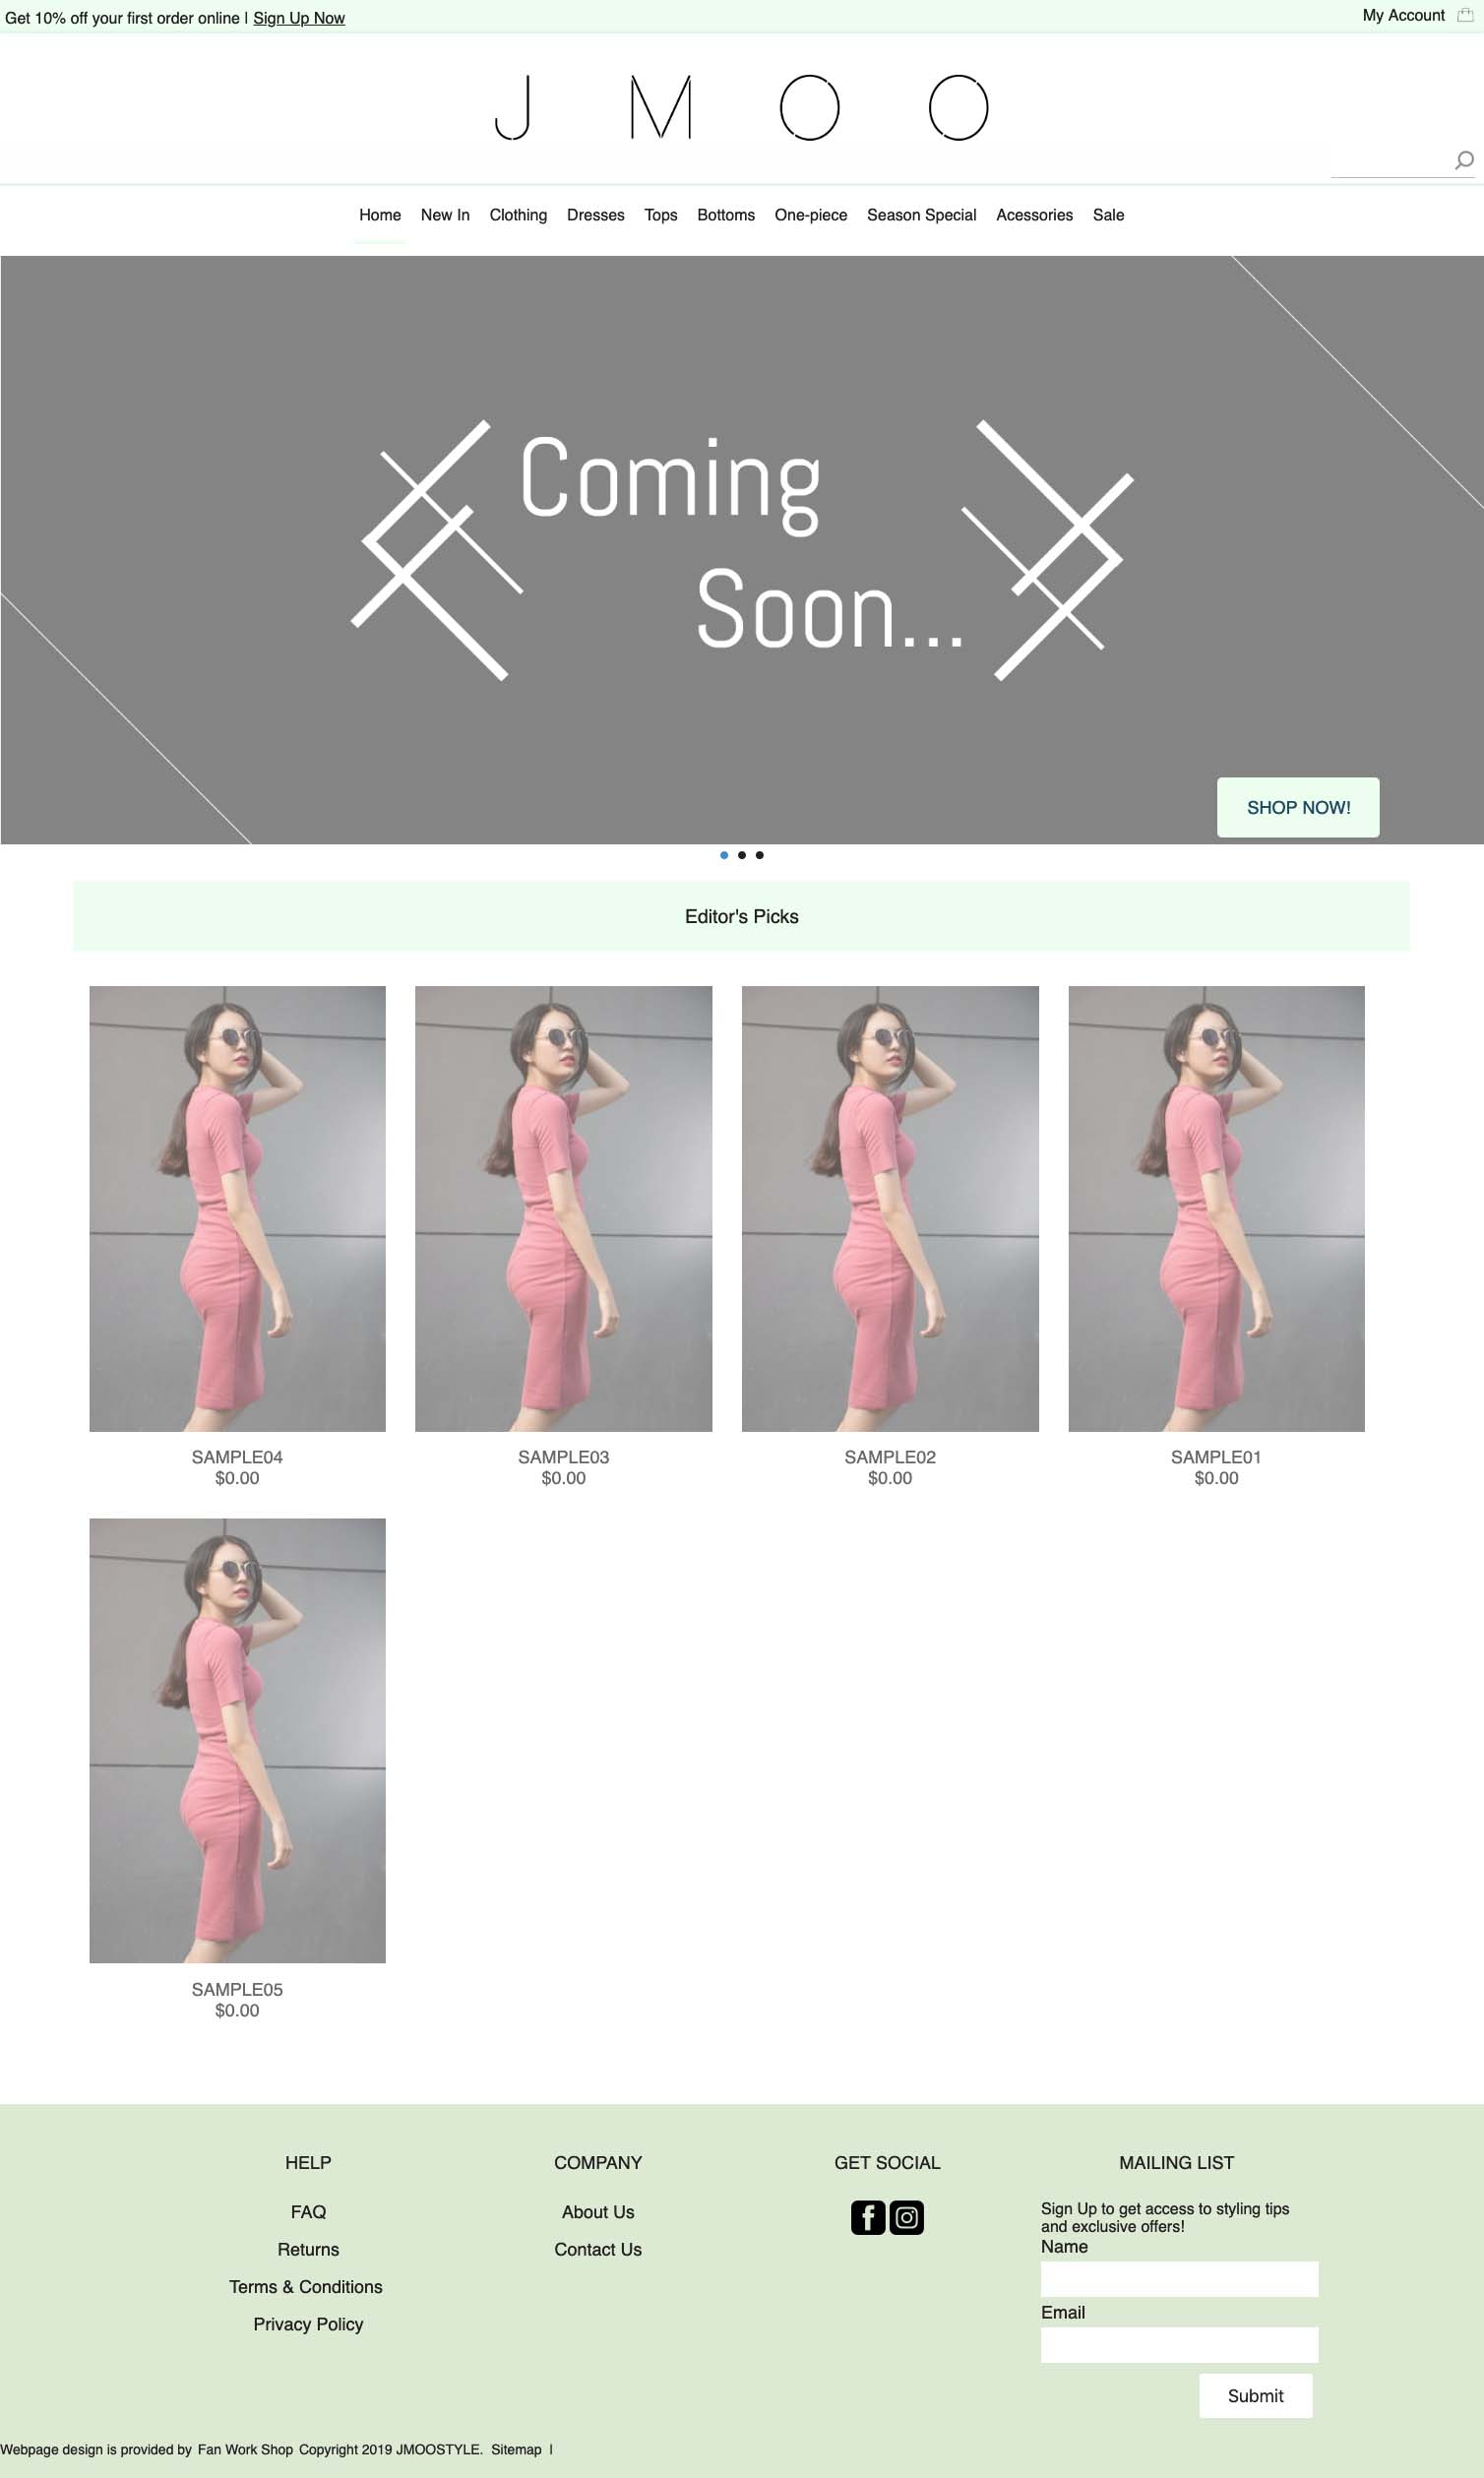 Get 10% off your first order online | Sign Up Now
My Account
J M O O
Home New In Clothing Dresses Tops Bottoms One-piece Season Special Acessories Sale
Coming
Soon...
SHOP NOW!
Editor's Picks
SAMPLE04
$0.00
SAMPLE03
$0.00
SAMPLE02
$0.00
SAMPLE01
$0.00
SAMPLE05
$0.00
HELP
FAQ
Returns
Terms & Conditions
Privacy Policy
COMPANY
About Us
Contact Us
GET SOCIAL
MAILING LIST
Sign Up to get access to styling tips
and exclusive offers!
Name
Email
Submit
Webpage design is provided by Fan Work Shop Copyright 2019 JMOOSTYLE. Sitemap |